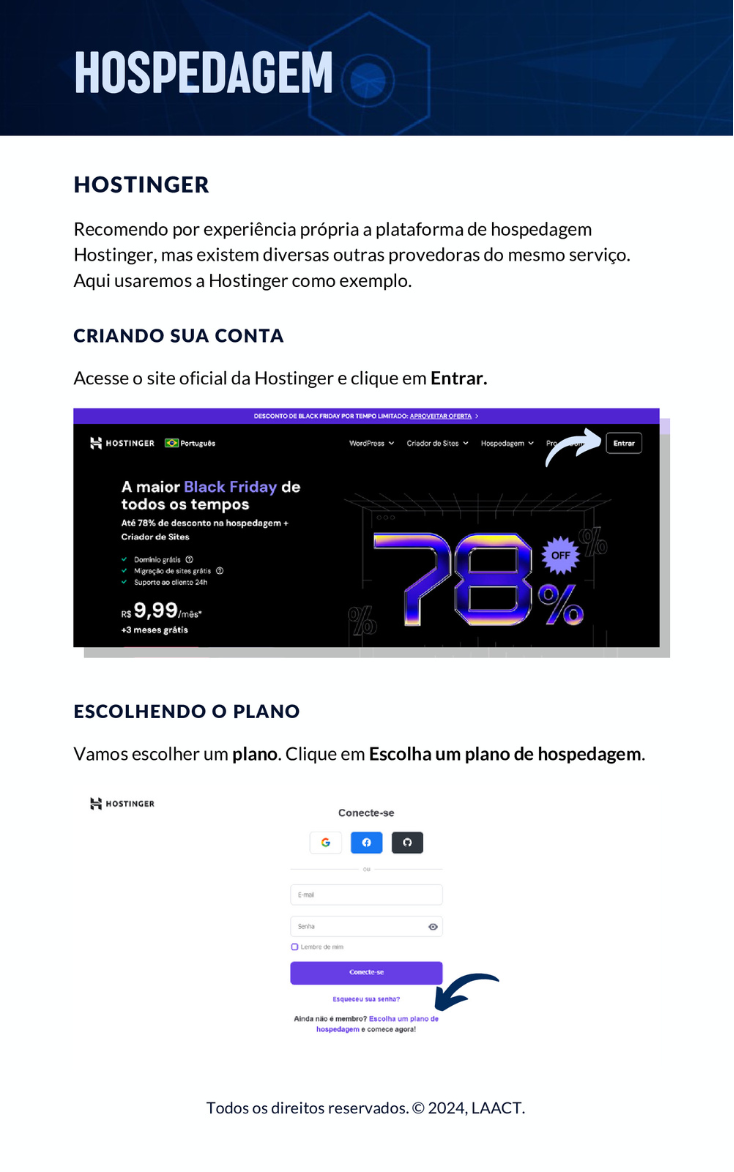 HOSPEDAGEM
HOSTINGER
Recomendo por experiência própria a plataforma de hospedagem
Hostinger, mas existem diversas outras provedoras do mesmo serviço.
Aqui usaremos a Hostinger como exemplo.
CRIANDO SUA CONTA
Acesse o site oficial da Hostinger e clique em Entrar.
DESCONTO DE BLACK FRIDAY POR TEMPO LIMITADO: APROVEITAR OFERTA >
HOSTINGER Português WordPress Criador de Sites Hospedagem Entrar
A maior Black Friday de
todos os tempos
Até 78% de desconto na hospedagem +
Criador de Sites
Domínio grátis
Migração de sites grátis
Suporte ao cliente 24h
R$ 9,99/mês*
+3 meses grátis
78%
OFF
%
%
ESCOLHENDO O PLANO
Vamos escolher um plano. Clique em Escolha um plano de hospedagem.
HOSTINGER
Conecte-se
OU
E-mail
Senha
Lembre de mim
Conecte-se
Esqueceu sua senha?
Ainda não é membro? Escolha um plano de
hospedagem e comece agora!
Todos os direitos reservados. © 2024, LAACT.